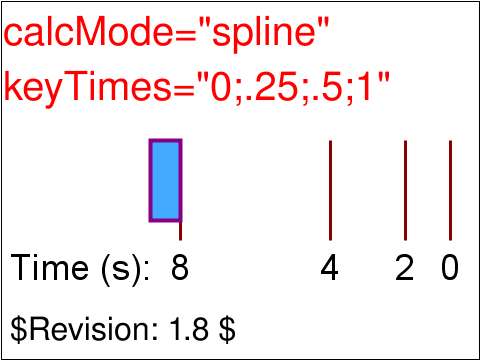 calcMode="spline"
keyTimes="0;.25;.5;1"
Time (s): 8 4 2 0
$Revision: 1.8 $